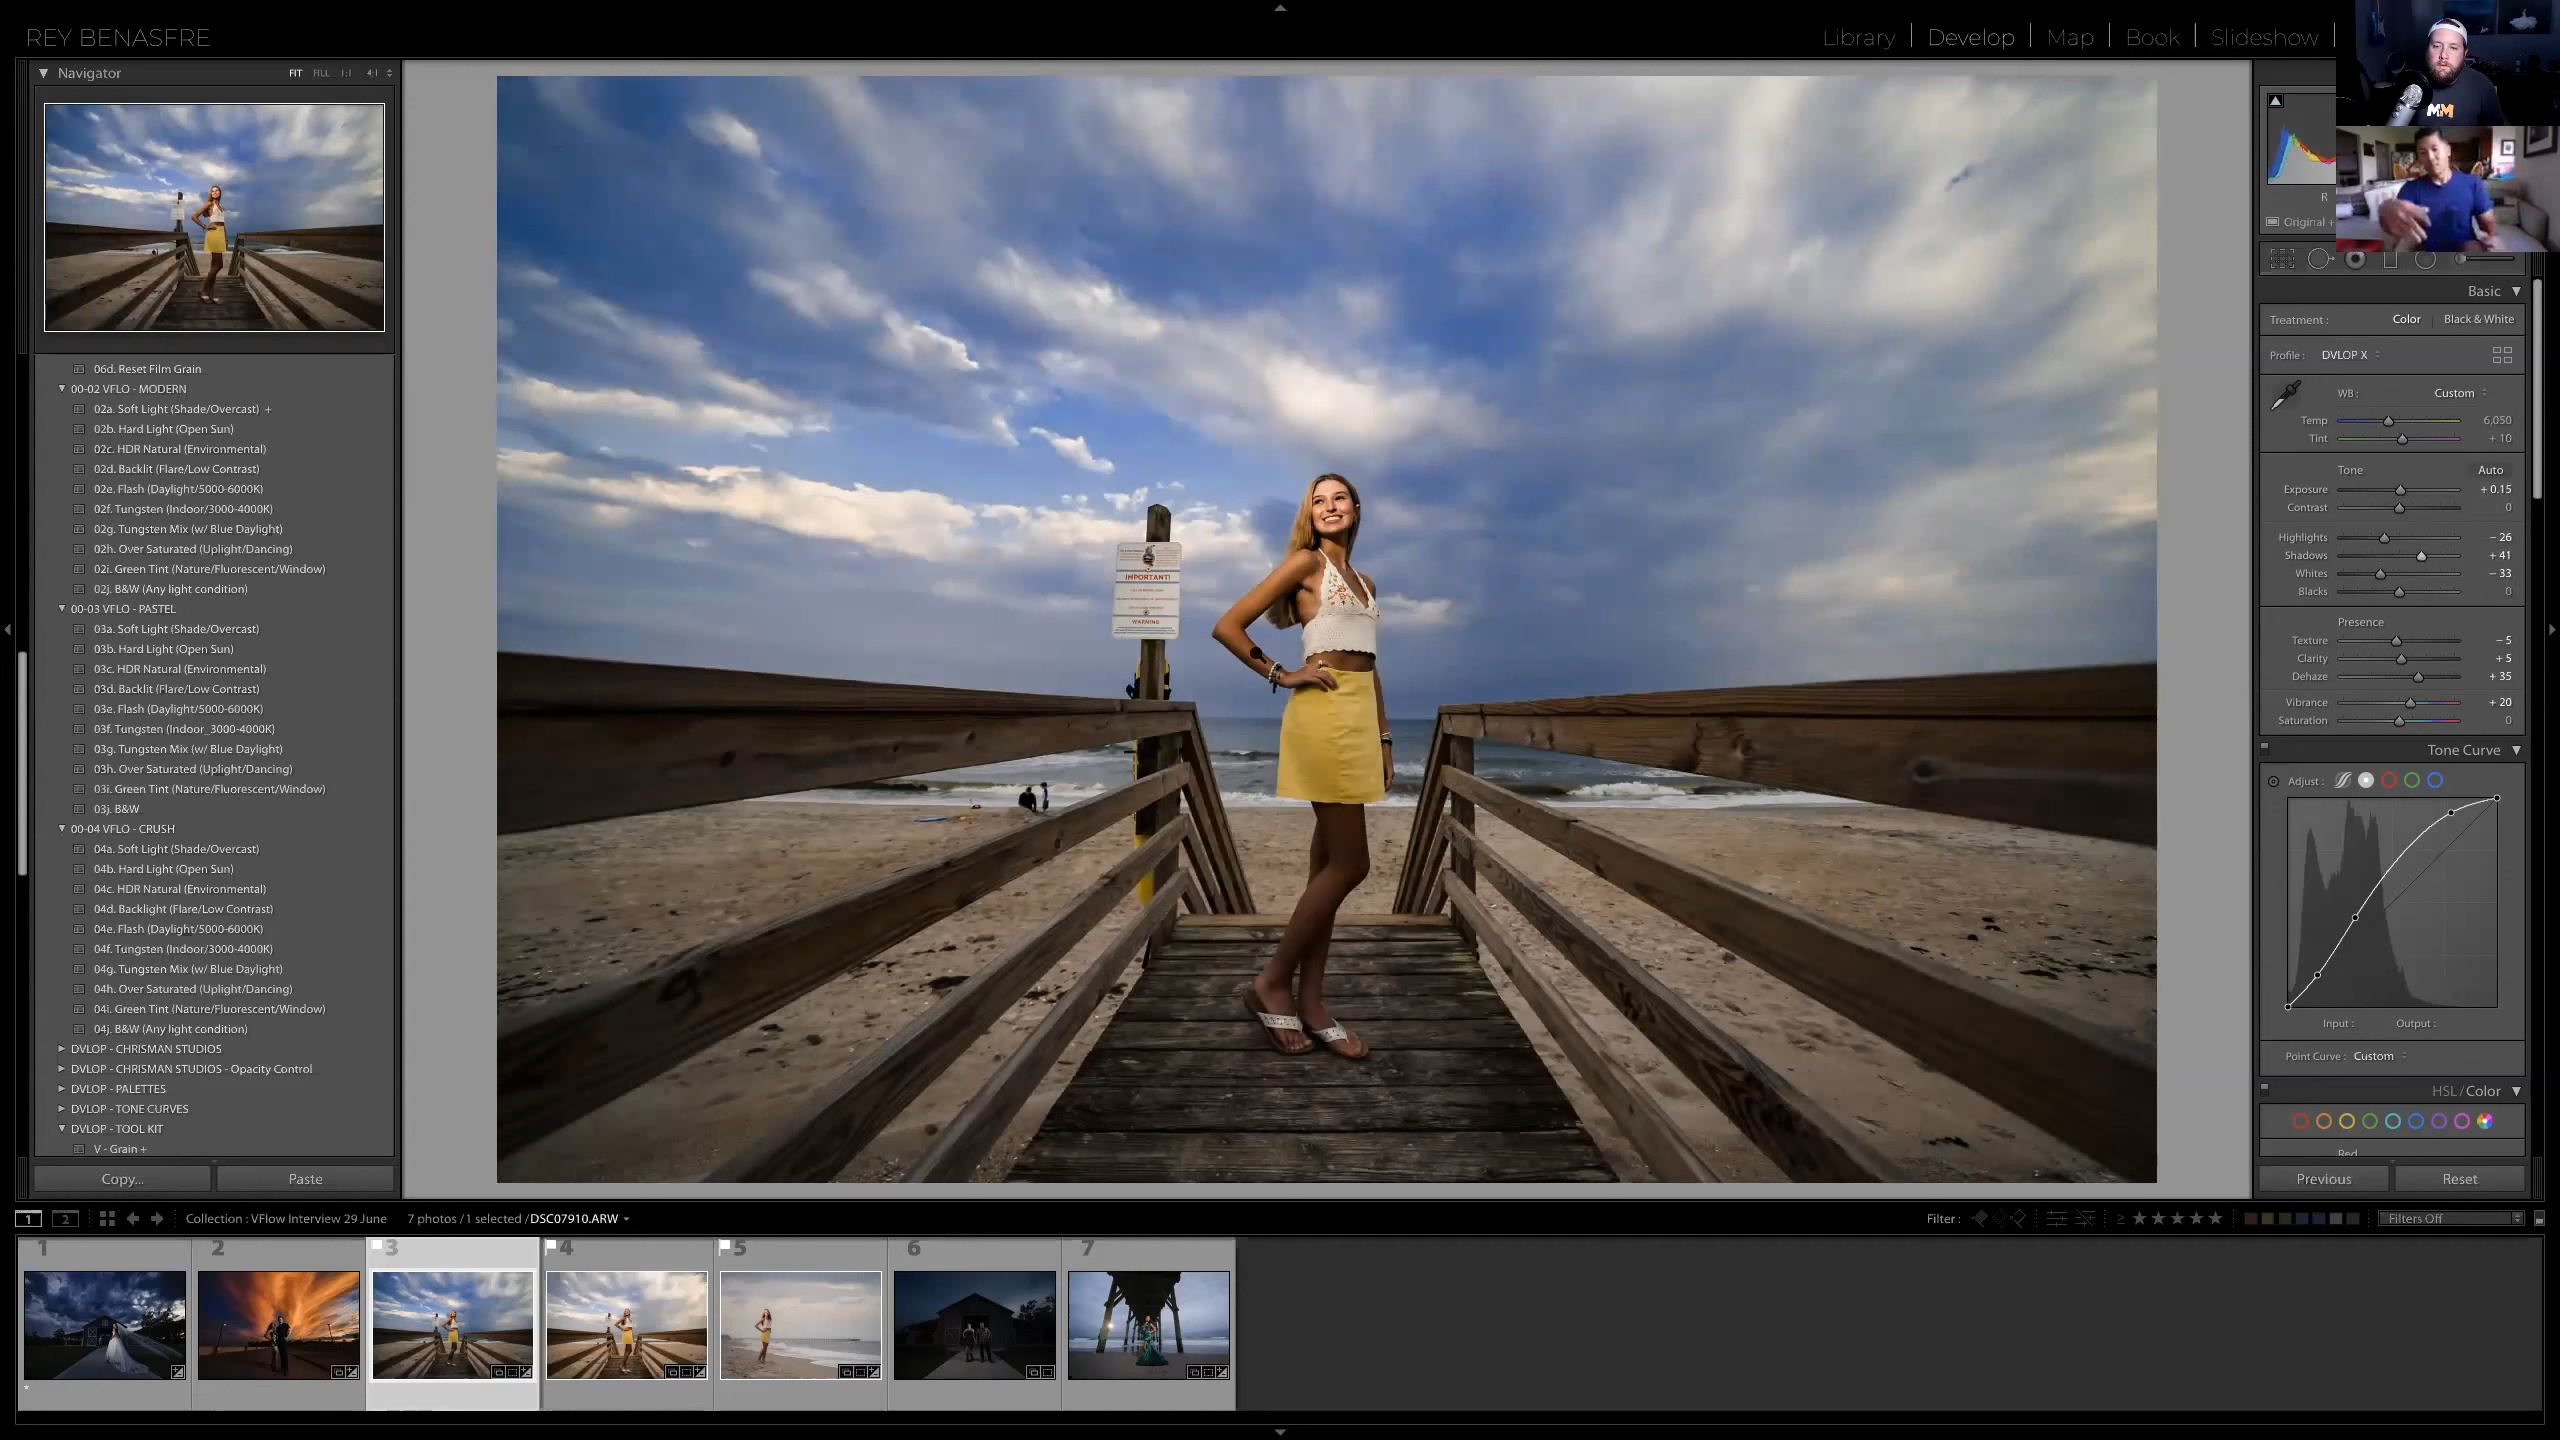 REY BENASFRE
Library | Develop | Map | Book | Slideshow |
Navigator
FIT FILL 1:1 4:1
06d. Reset Film Grain
00-02 VFLO - MODERN
02a. Soft Light (Shade/Overcast) +
02b. Hard Light (Open Sun)
02c. HDR Natural (Environmental)
02d. Backlit (Flare/Low Contrast)
02e. Flash (Daylight/5000-6000K)
02f. Tungsten (Indoor/3000-4000K)
02g. Tungsten Mix (w/ Blue Daylight)
02h. Over Saturated (Uplight/Dancing)
02i. Green Tint (Nature/Fluorescent/Window)
02j. B&W (Any light condition)
00-03 VFLO - PASTEL
03a. Soft Light (Shade/Overcast)
03b. Hard Light (Open Sun)
03c. HDR Natural (Environmental)
03d. Backlit (Flare/Low Contrast)
03e. Flash (Daylight/5000-6000K)
03f. Tungsten (Indoor_3000-4000K)
03g. Tungsten Mix (w/ Blue Daylight)
03h. Over Saturated (Uplight/Dancing)
03i. Green Tint (Nature/Fluorescent/Window)
03j. B&W
00-04 VFLO - CRUSH
04a. Soft Light (Shade/Overcast)
04b. Hard Light (Open Sun)
04c. HDR Natural (Environmental)
04d. Backlight (Flare/Low Contrast)
04e. Flash (Daylight/5000-6000K)
04f. Tungsten (Indoor/3000-4000K)
04g. Tungsten Mix (w/ Blue Daylight)
04h. Over Saturated (Uplight/Dancing)
04i. Green Tint (Nature/Fluorescent/Window)
04j. B&W (Any light condition)
DVLOP - CHRISMAN STUDIOS
DVLOP - CHRISMAN STUDIOS - Opacity Control
DVLOP - PALETTES
DVLOP - TONE CURVES
DVLOP - TOOL KIT
V - Grain +
Copy...
Paste
IMPORTANT!
WARNING
MM
R
Original +
Basic
Treatment : Color Black & White
Profile : DVLOP X
WB : Custom
Temp 6,050
Tint + 10
Tone Auto
Exposure + 0.15
Contrast 0
Highlights - 26
Shadows + 41
Whites - 33
Blacks 0
Presence
Texture - 5
Clarity + 5
Dehaze + 35
Vibrance + 20
Saturation 0
Tone Curve
Adjust :
Input : Output :
Point Curve : Custom
HSL / Color
Red
Previous
Reset
1 2 Collection : VFlow Interview 29 June 7 photos / 1 selected / DSC07910.ARW
Filter : ≥ Filters Off
1 2 3 4 5 6 7